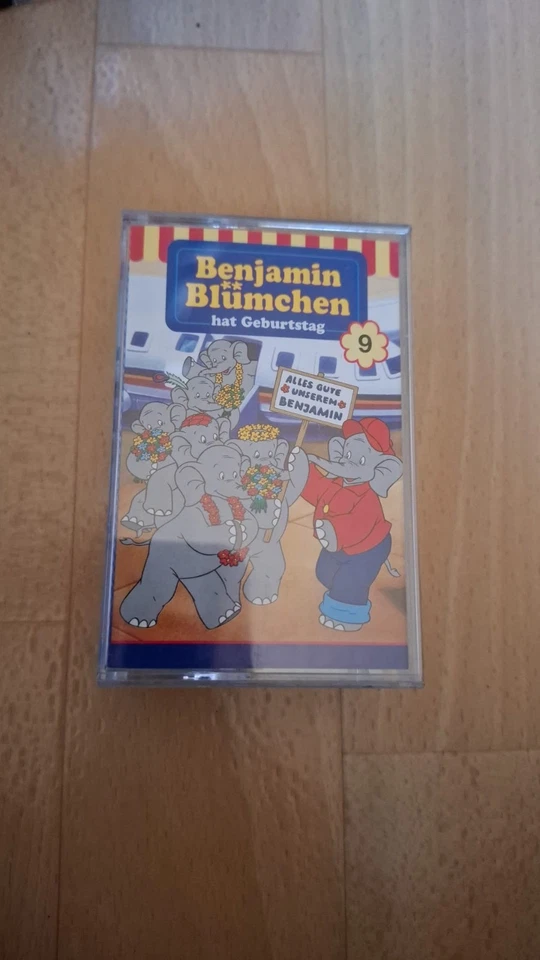 Benjamin
Blümchen
hat Geburtstag
9
ALLES GUTE
UNSEREM
BENJAMIN